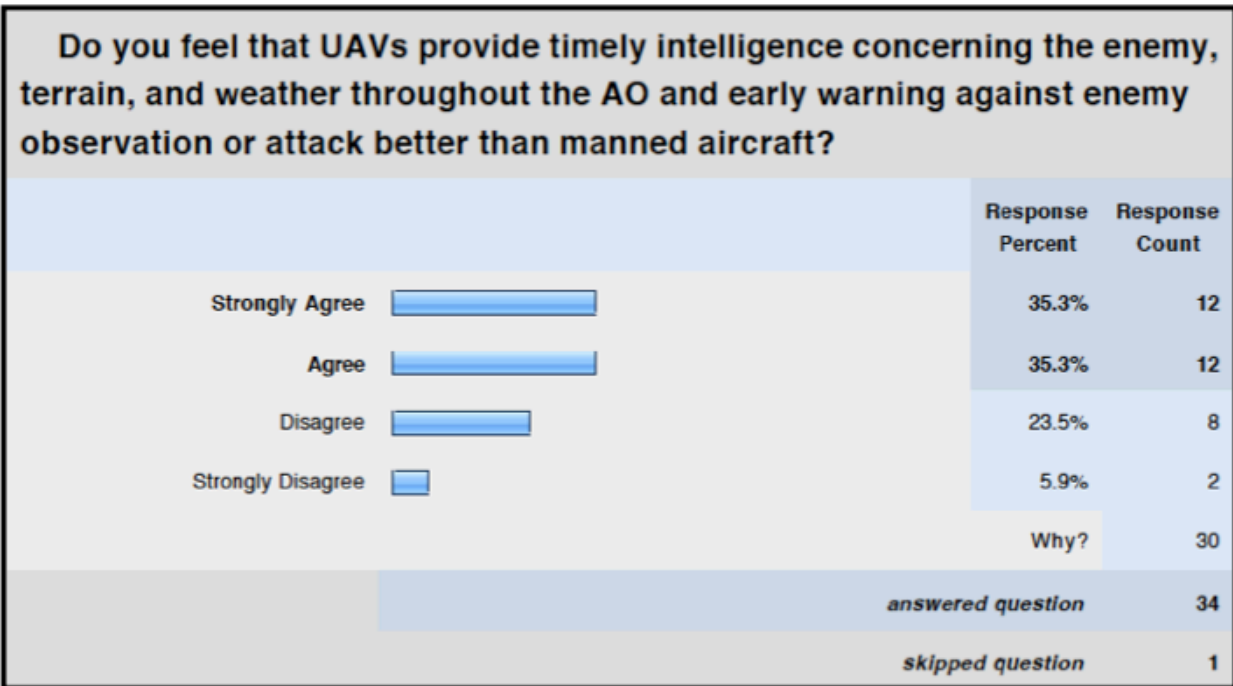 Do you feel that UAVs provide timely intelligence concerning the enemy,
terrain, and weather throughout the AO and early warning against enemy
observation or attack better than manned aircraft?
Response Percent Response Count
Strongly Agree 35.3% 12
Agree 35.3% 12
Disagree 23.5% 8
Strongly Disagree 5.9% 2
Why? 30
answered question 34
skipped question 1